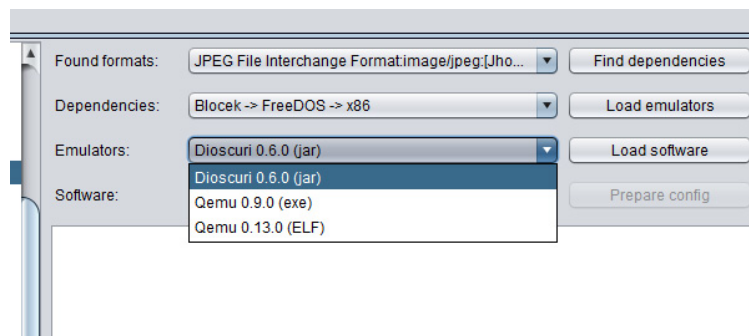 Found formats: JPEG File Interchange Format:image/jpeg:[Jho... Find dependencies
Dependencies: Blocek -> FreeDOS -> x86 Load emulators
Emulators: Dioscuri 0.6.0 (jar) Load software
Dioscuri 0.6.0 (jar)
Software: Prepare config
Qemu 0.9.0 (exe)
Qemu 0.13.0 (ELF)